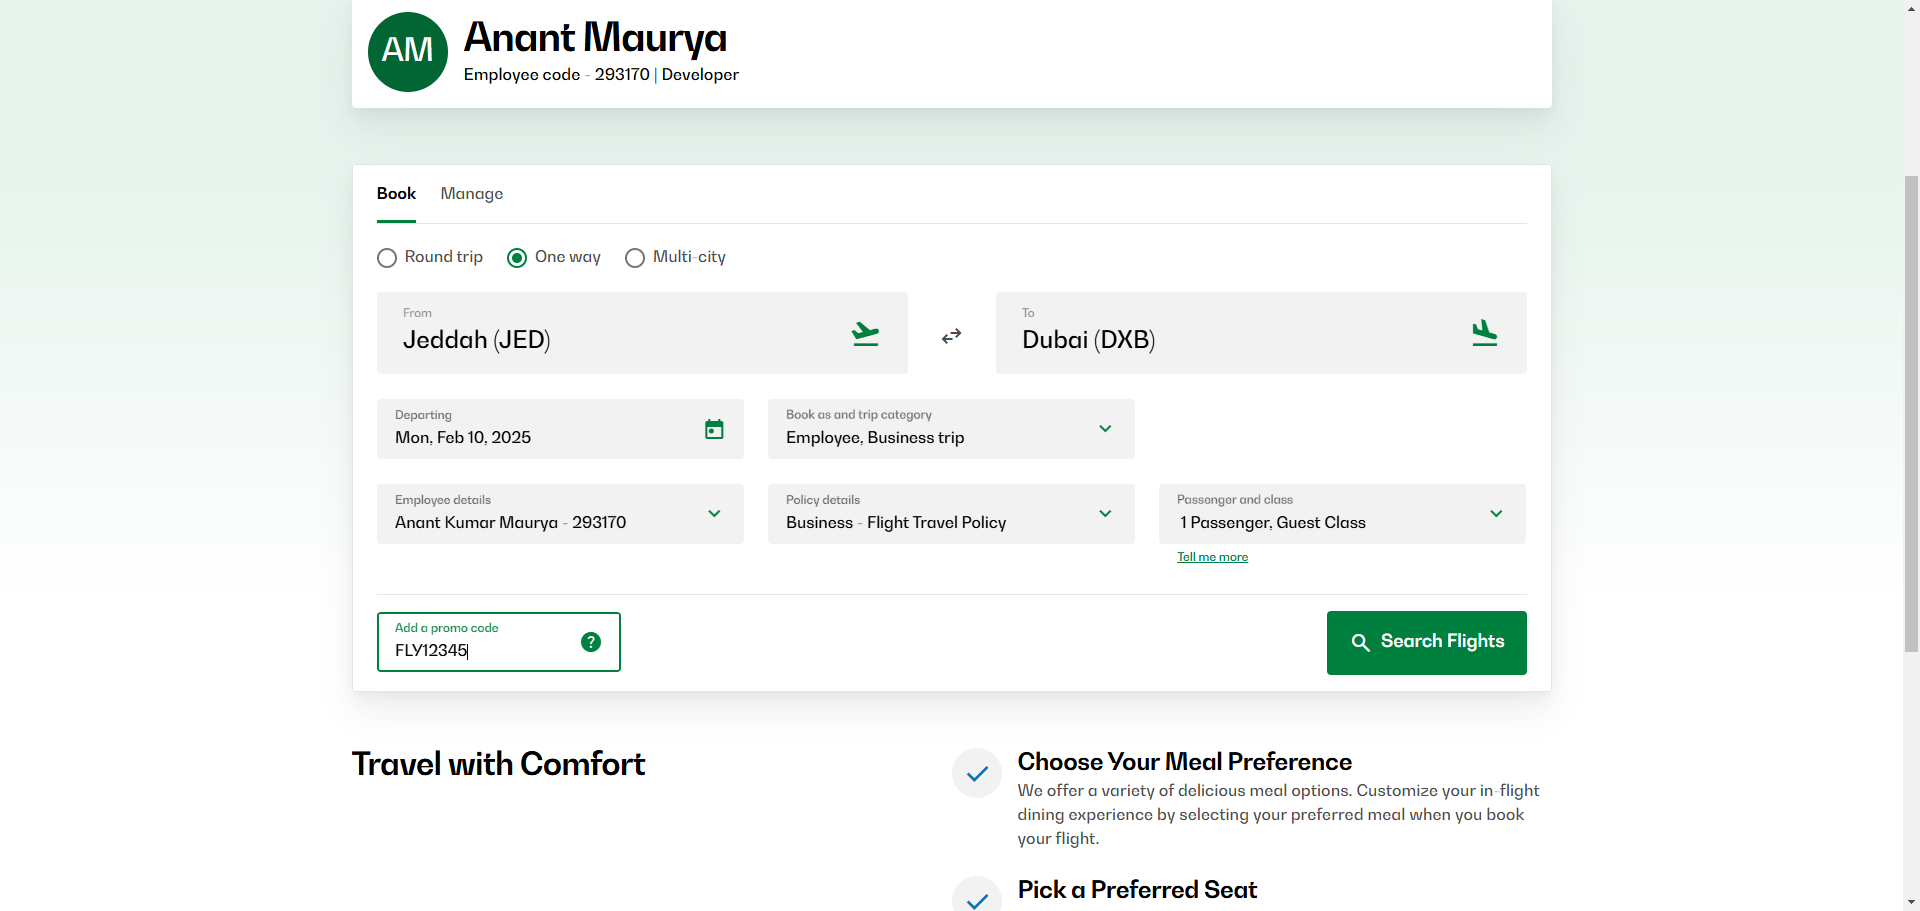 AM
Anant Maurya
Employee code - 293170 | Developer
Book Manage
Round trip One way Multi-city
From
Jeddah (JED)
To
Dubai (DXB)
Departing
Mon, Feb 10, 2025
Book as and trip category
Employee, Business trip
Employee details
Anant Kumar Maurya - 293170
Policy details
Business - Flight Travel Policy
Passenger and class
1 Passenger, Guest Class
Tell me more
Add a promo code
FLY12345
?
Search Flights
Travel with Comfort
Choose Your Meal Preference
We offer a variety of delicious meal options. Customize your in-flight
dining experience by selecting your preferred meal when you book
your flight.
Pick a Preferred Seat